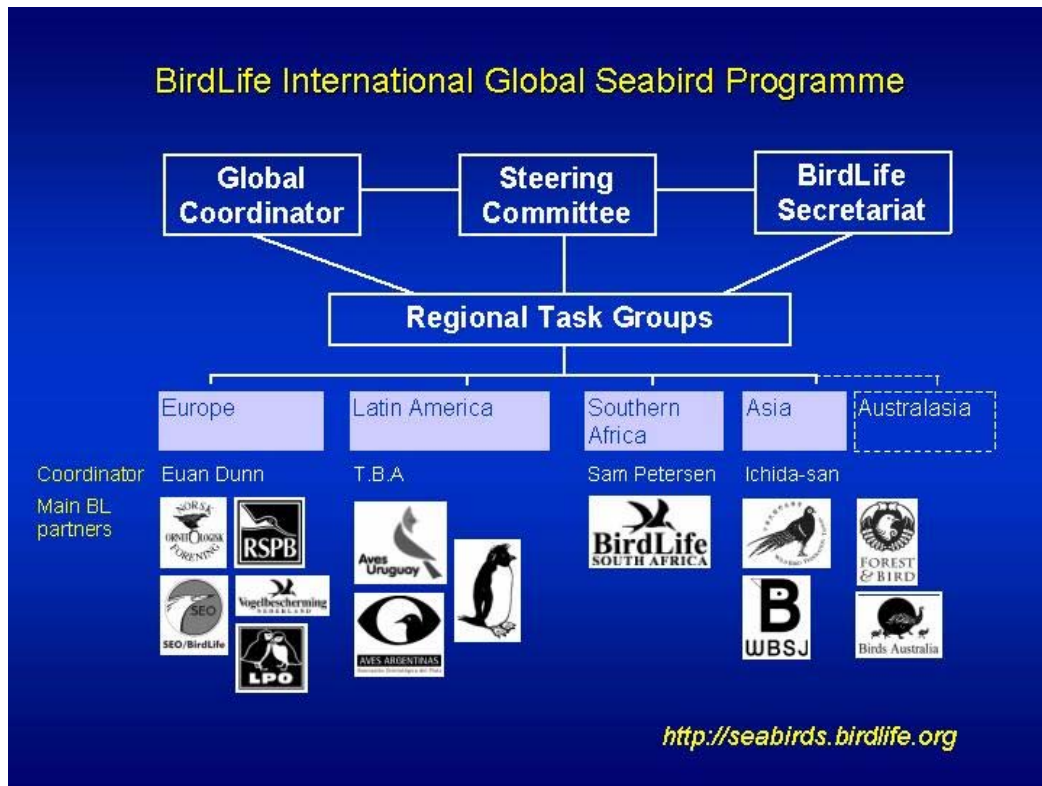 BirdLife International Global Seabird Programme
Global
Coordinator
Steering
Committee
BirdLife
Secretariat
Regional Task Groups
Europe
Latin America
Southern
Africa
Asia
Australasia
Coordinator
Euan Dunn
T.B.A
Sam Petersen
Ichida-san
Main BL
partners
NORSK
ORNITOLOGISK
FORENING
RSPB
SEO
SEO/BirdLife
Vogelbescherming
NEDERLAND
LPO
Aves
Uruguay
AVES ARGENTINAS
BirdLife
SOUTH AFRICA
B
WBSJ
FOREST
& BIRD
Birds Australia
http://seabirds.birdlife.org